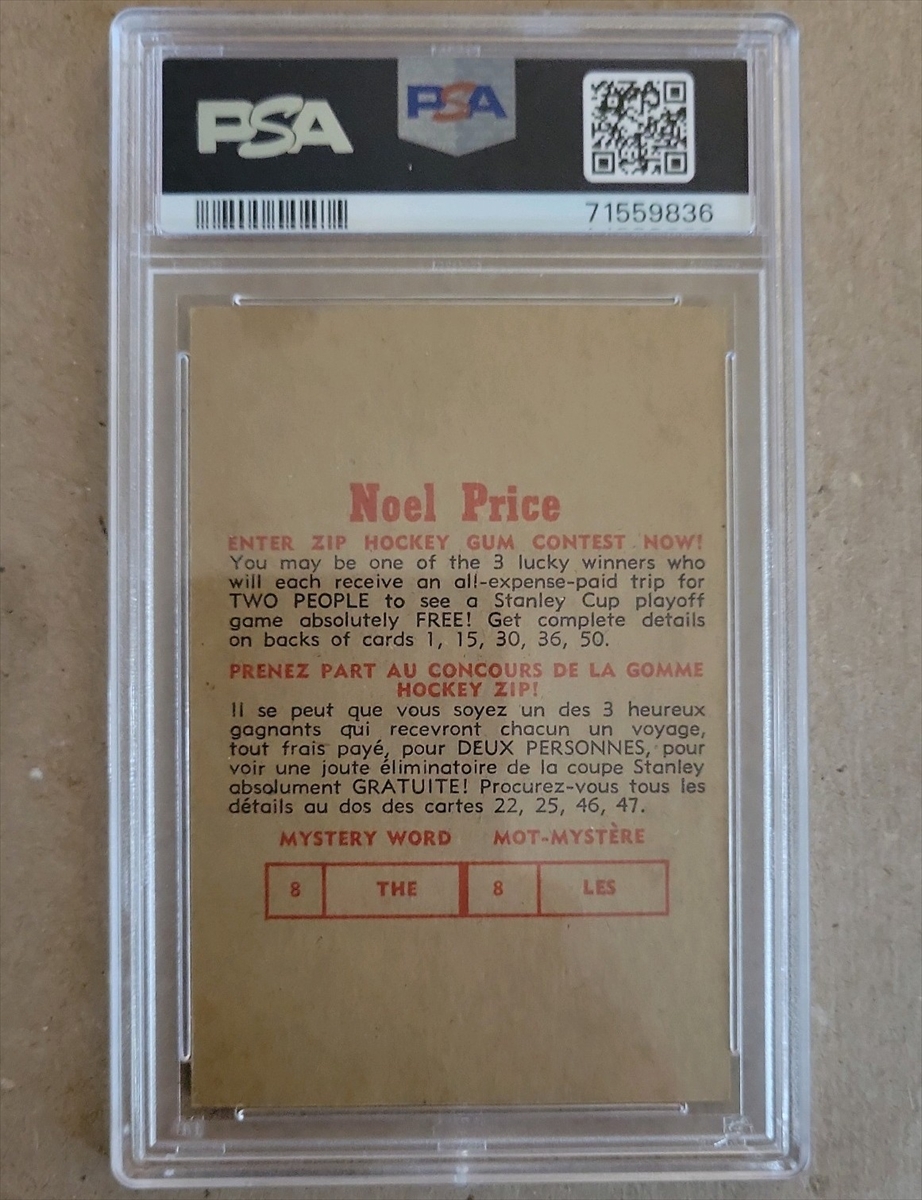 PSA
PSA
71559836
Noel Price
ENTER ZIP HOCKEY GUM CONTEST NOW!
You may be one of the 3 lucky winners who
will each receive an all-expense-paid trip for
TWO PEOPLE to see a Stanley Cup playoff
game absolutely FREE! Get complete details
on backs of cards 1, 15, 30, 36, 50.
PRENEZ PART AU CONCOURS DE LA GOMME
HOCKEY ZIP!
Il se peut que vous soyez un des 3 heureux
gagnants qui recevront chacun un voyage,
tout frais payé, pour DEUX PERSONNES, pour
voir une joute éliminatoire de la coupe Stanley
absolument GRATUITE! Procurez-vous tous les
détails au dos des cartes 22, 25, 46, 47.
MYSTERY WORD MOT-MYSTÈRE
8 THE 8 LES